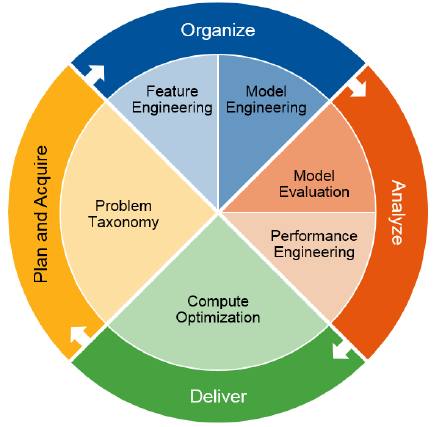 Organize
Feature
Engineering
Model
Engineering
Plan and Acquire
Problem
Taxonomy
Model
Evaluation
Analyze
Performance
Engineering
Compute
Optimization
Deliver